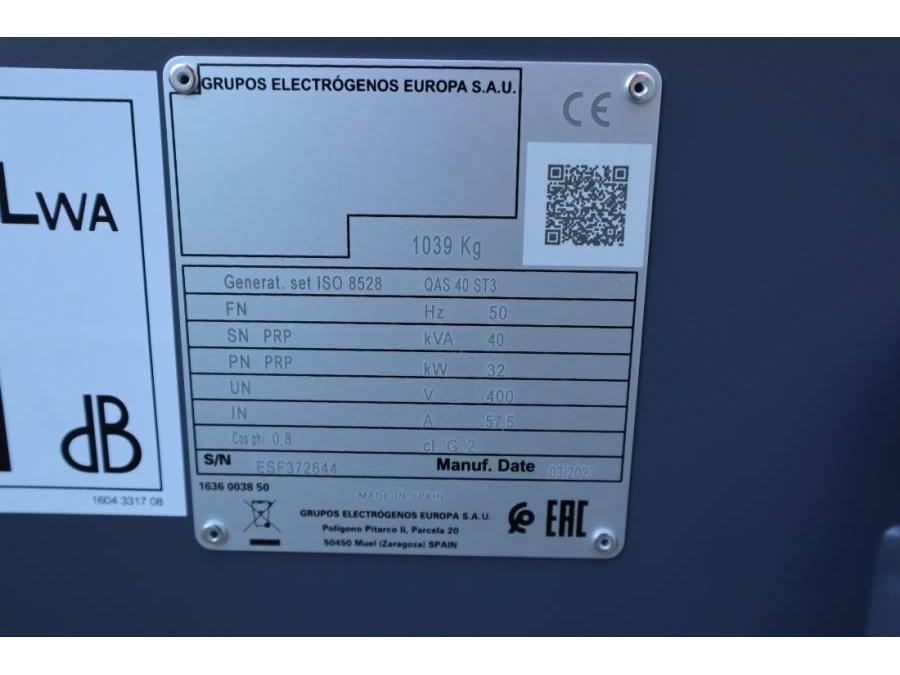 LWA
dB
1604 3317 08
GRUPOS ELECTRÓGENOS EUROPA S.A.U.
CE
1039 Kg
Generat. set ISO 8528 QAS 40 ST3
FN Hz 50
SN PRP kVA 40
PN PRP kW 32
UN V 400
IN A 57.5
Cos phi 0.8 cl. G 2
S/N ESF372644 Manuf. Date 03/2023
1636 0038 50
MADE IN SPAIN
GRUPOS ELECTRÓGENOS EUROPA S.A.U.
Polígono Pitarco II, Parcela 20
50450 Muel (Zaragoza) SPAIN
EAC